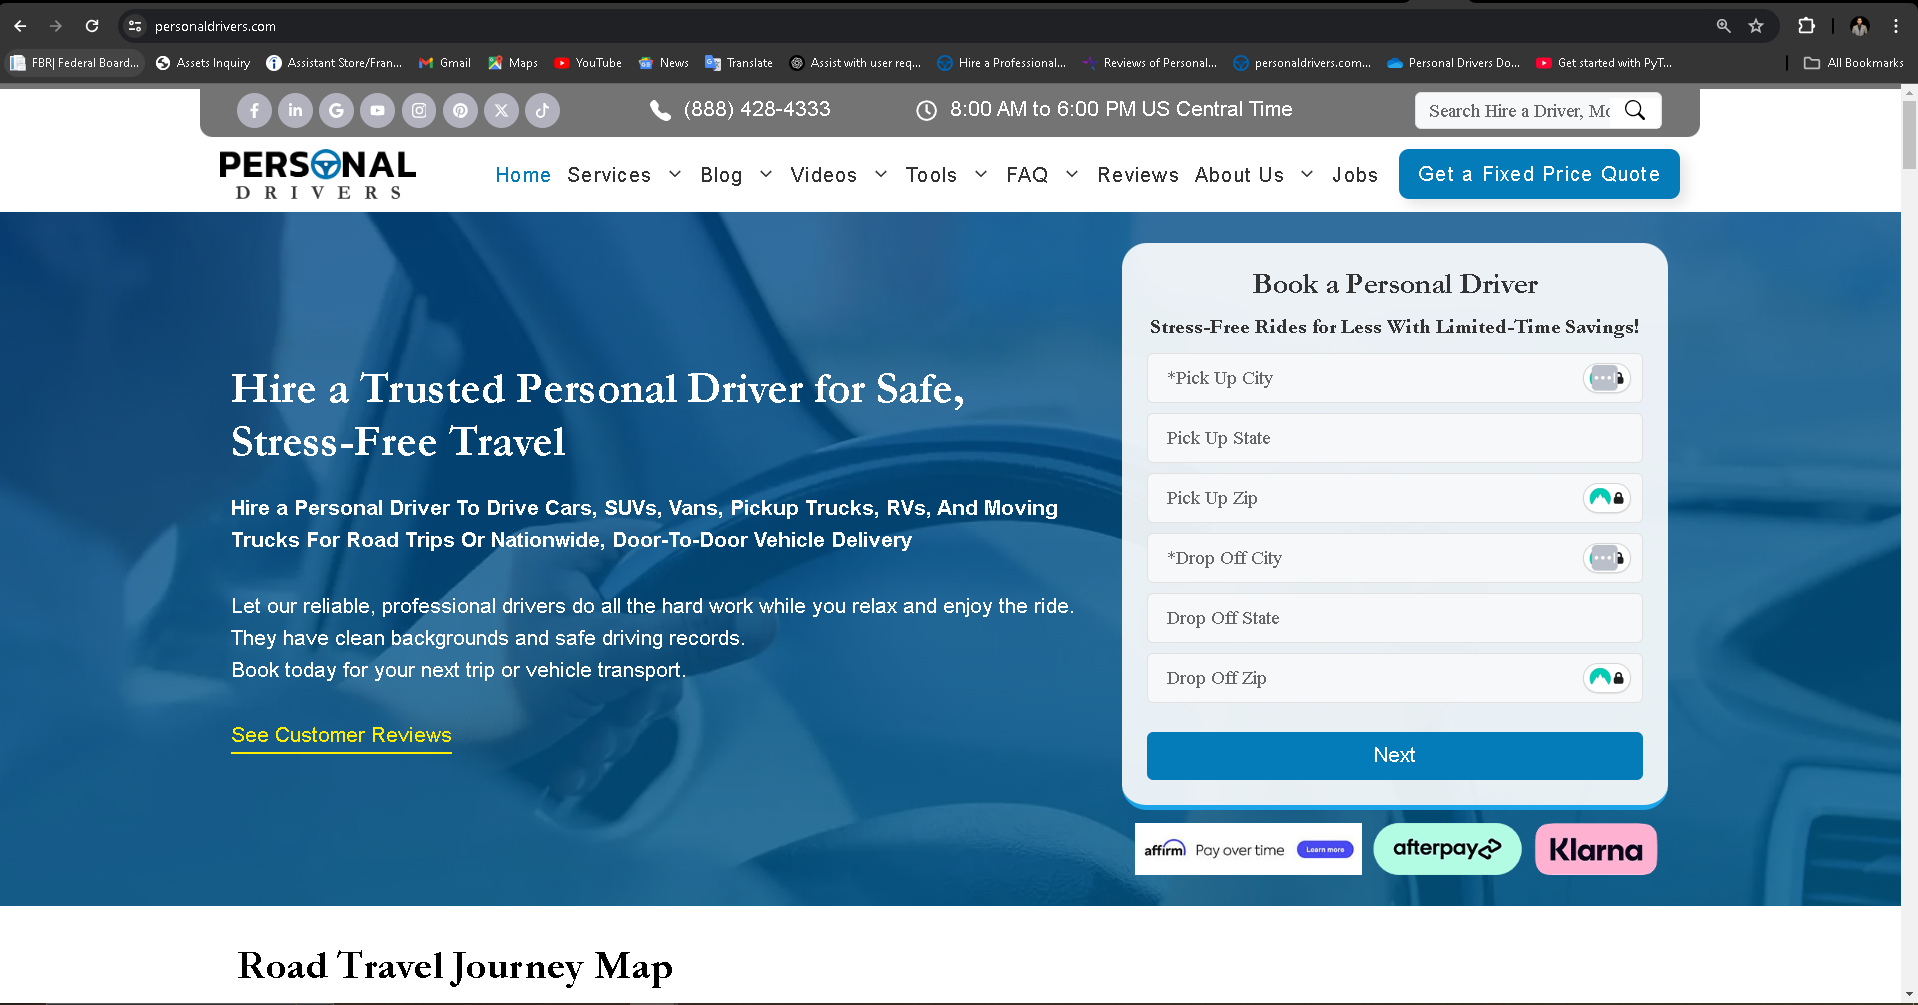 personaldrivers.com
FBR| Federal Board...
Assets Inquiry
Assistant Store/Fran...
Gmail
Maps
YouTube
News
Translate
Assist with user req...
Hire a Professional...
Reviews of Personal...
personaldrivers.com...
Personal Drivers Do...
Get started with PyT...
All Bookmarks
(888) 428-4333
8:00 AM to 6:00 PM US Central Time
Search Hire a Driver, Mo
PERSONAL
DRIVERS
Home
Services
Blog
Videos
Tools
FAQ
Reviews
About Us
Jobs
Get a Fixed Price Quote
Hire a Trusted Personal Driver for Safe,
Stress-Free Travel
Hire a Personal Driver To Drive Cars, SUVs, Vans, Pickup Trucks, RVs, And Moving
Trucks For Road Trips Or Nationwide, Door-To-Door Vehicle Delivery
Let our reliable, professional drivers do all the hard work while you relax and enjoy the ride.
They have clean backgrounds and safe driving records.
Book today for your next trip or vehicle transport.
See Customer Reviews
Book a Personal Driver
Stress-Free Rides for Less With Limited-Time Savings!
*Pick Up City
Pick Up State
Pick Up Zip
*Drop Off City
Drop Off State
Drop Off Zip
Next
affirm Pay over time Learn more
afterpay
Klarna
Road Travel Journey Map